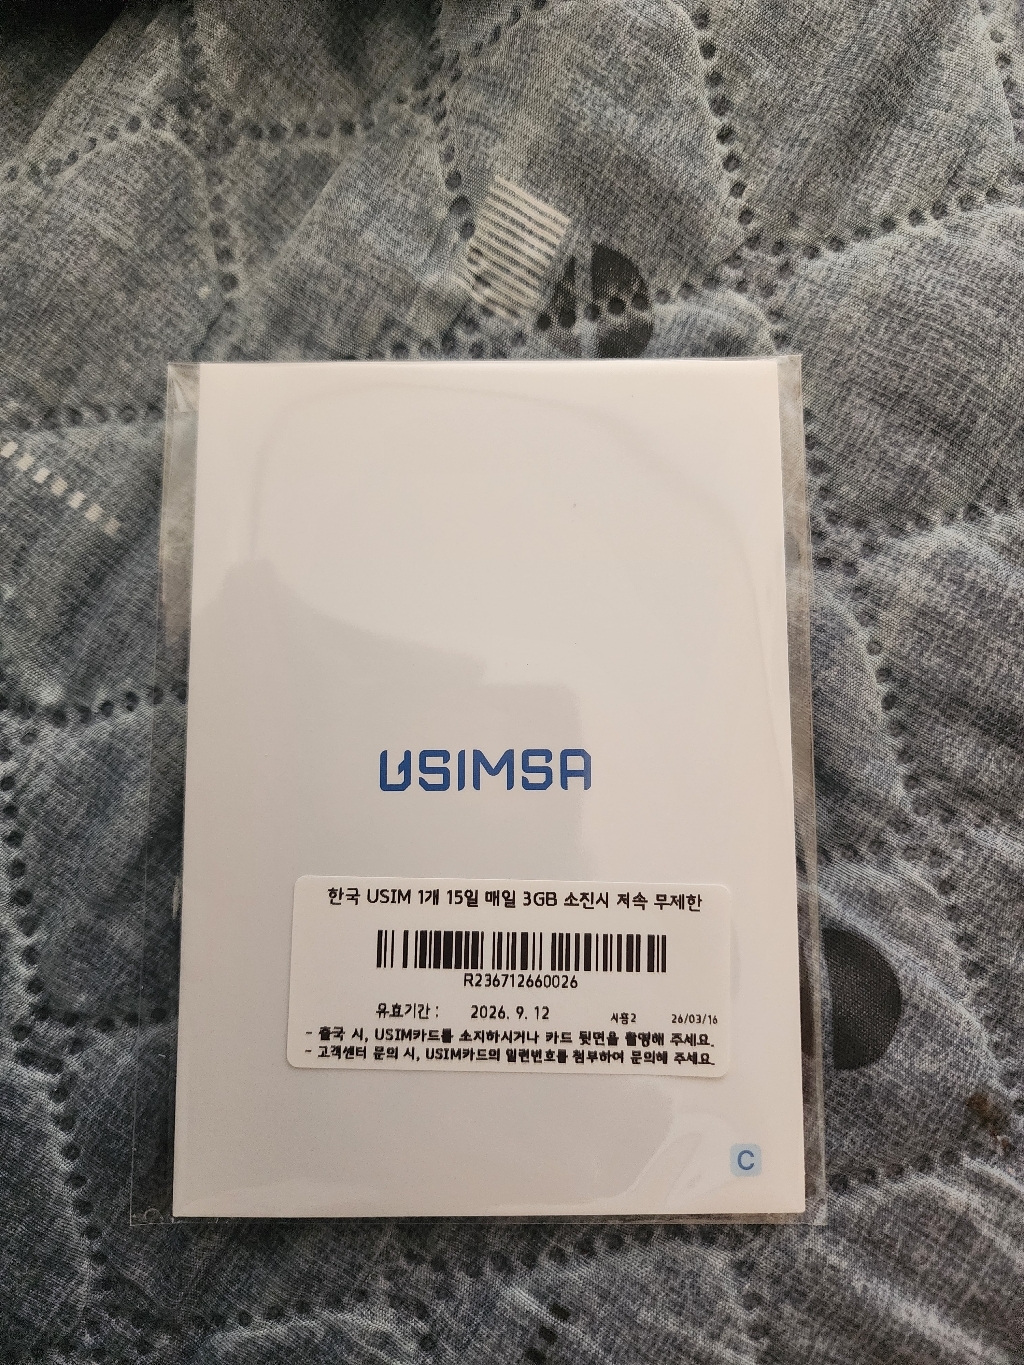 USIMSA
한국 USIM 1개 15일 매일 3GB 소진시 저속 무제한
R236712660026
유효기간 : 2026. 9. 12 서흠2 26/03/16
- 출국 시, USIM카드를 소지하시거나 카드 뒷면을 촬영해 주세요.
- 고객센터 문의 시, USIM카드의 일련번호를 첨부하여 문의해 주세요.
C